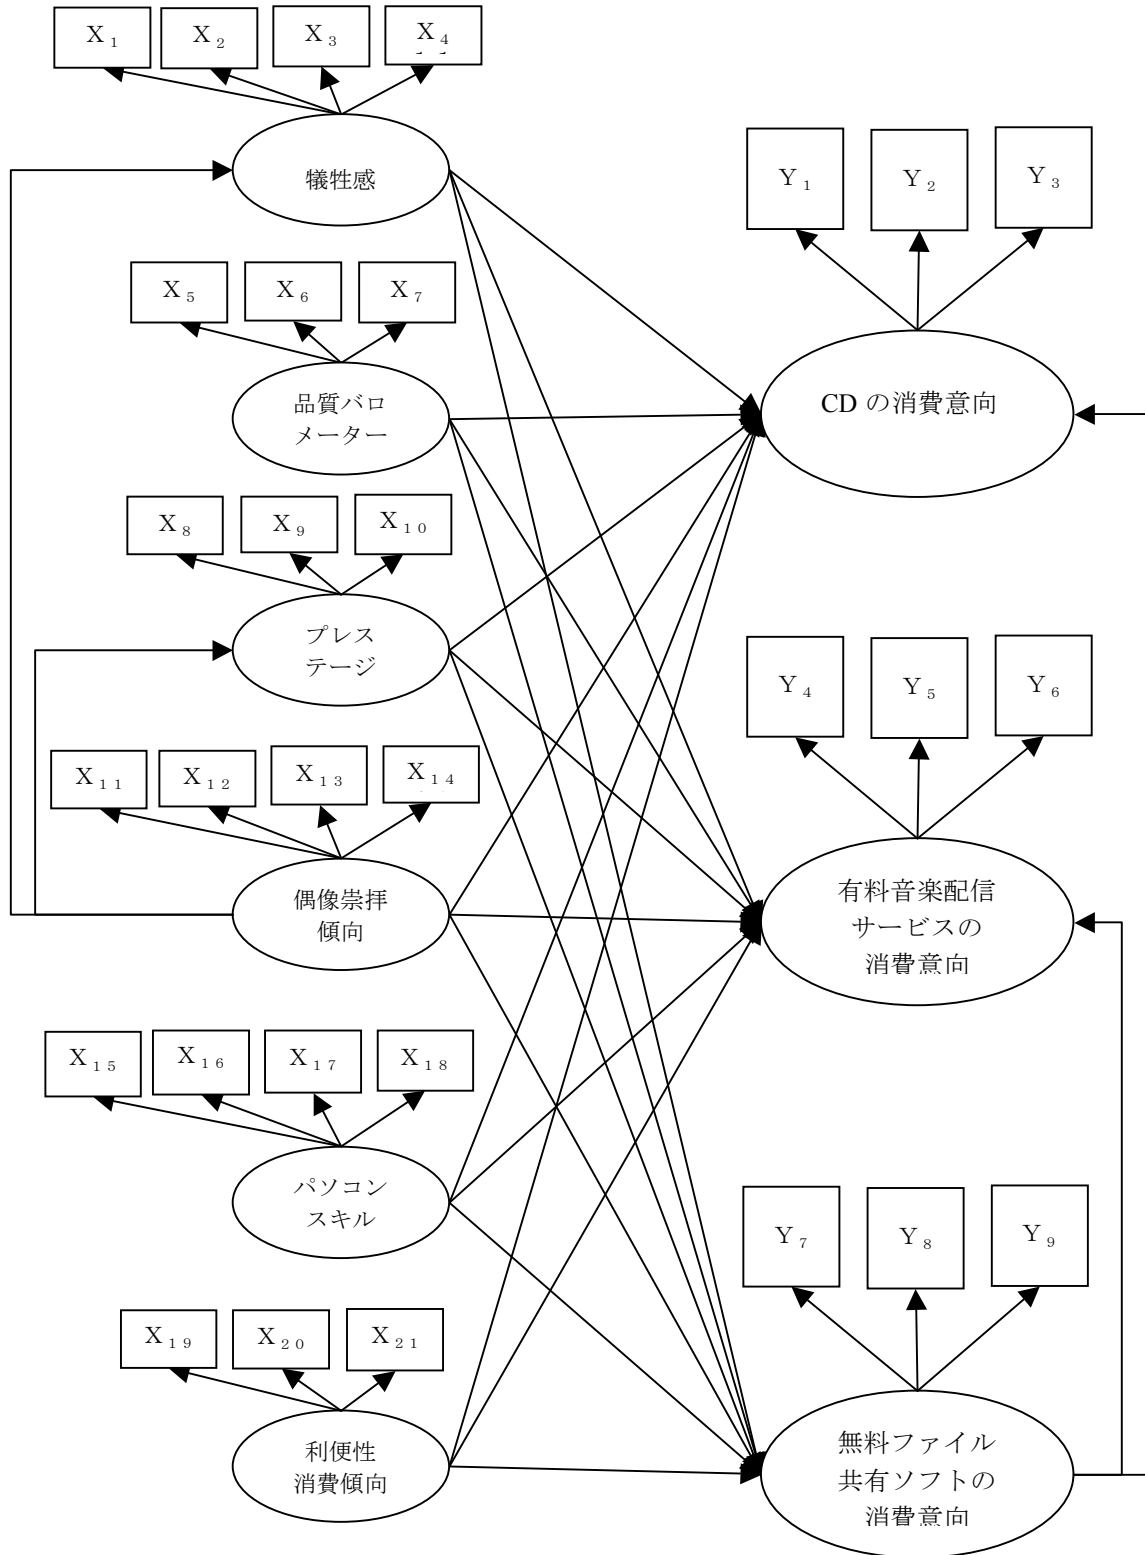 X₁ X₂ X₃ X₄
犠牲感
X₅ X₆ X₇
品質バロ
メーター
X₈ X₉ X₁₀
プレス
テージ
X₁₁ X₁₂ X₁₃ X₁₄
偶像崇拝
傾向
X₁₅ X₁₆ X₁₇ X₁₈
パソコン
スキル
X₁₉ X₂₀ X₂₁
利便性
消費傾向
Y₁ Y₂ Y₃
CD の消費意向
Y₄ Y₅ Y₆
有料音楽配信
サービスの
消費意向
Y₇ Y₈ Y₉
無料ファイル
共有ソフトの
消費意向